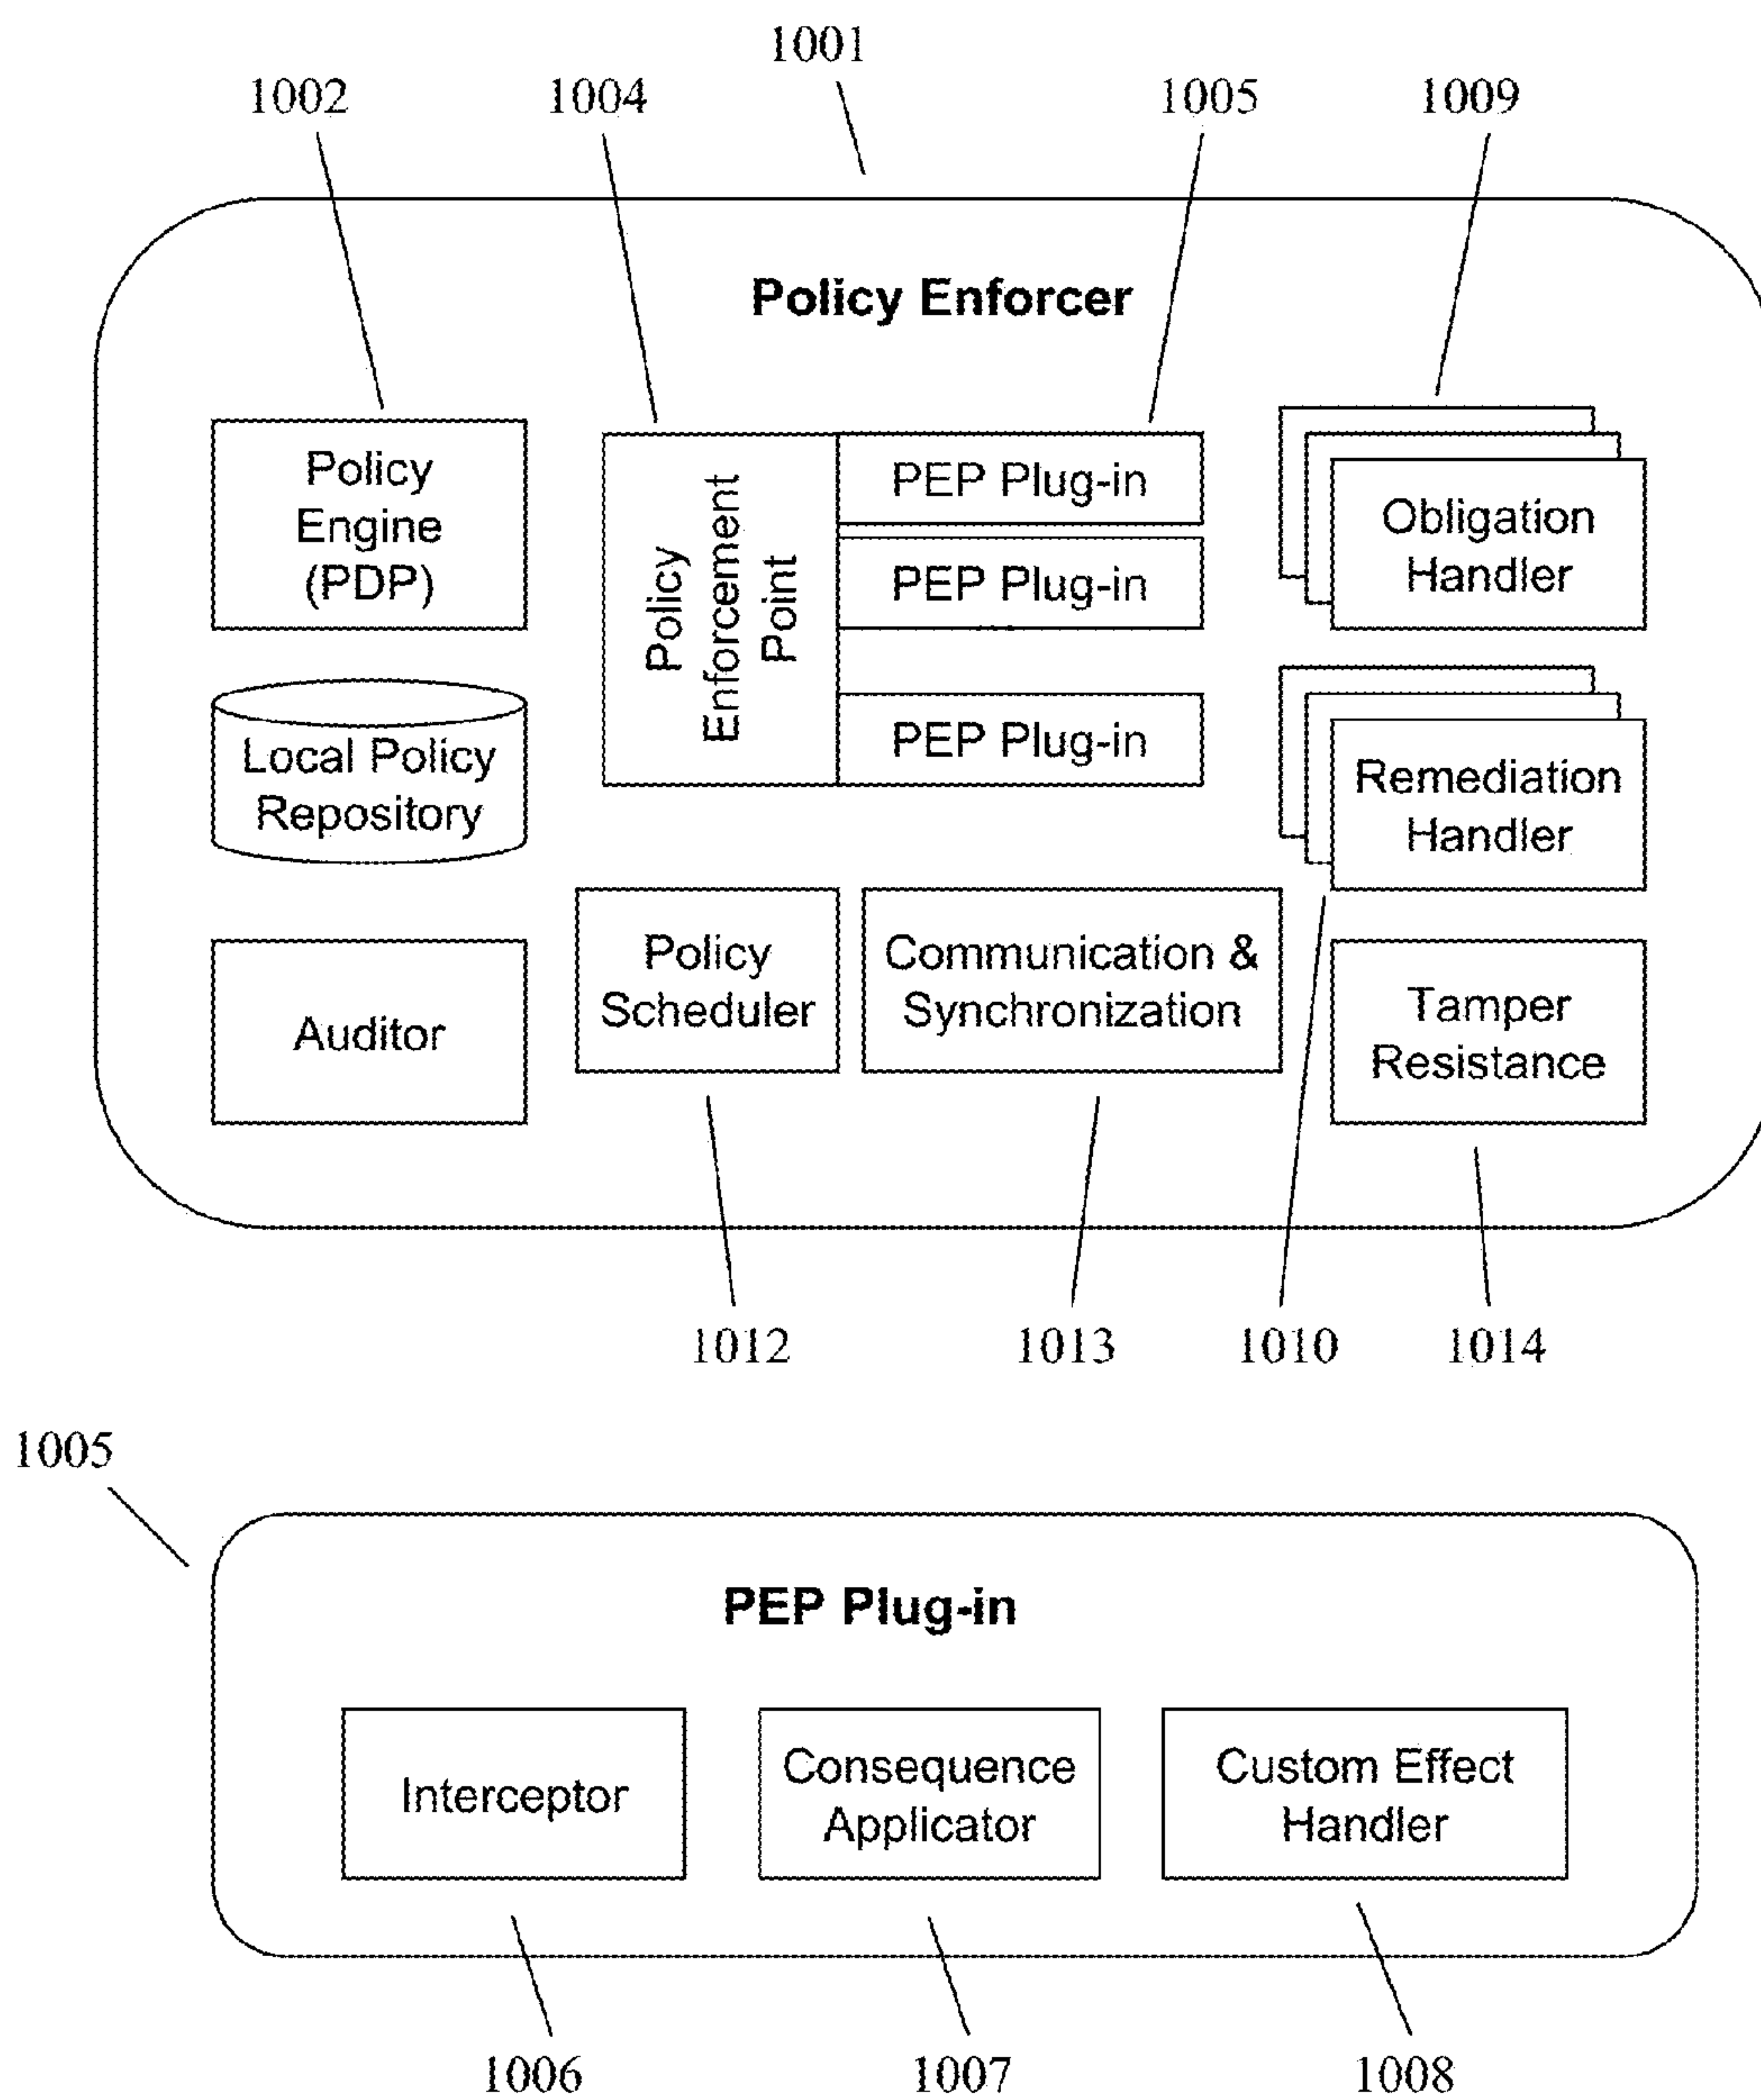 1001
1002
1004
1005
1009
Policy Enforcer
Policy
Engine
(PDP)
Policy
Enforcement
Point
PEP Plug-in
PEP Plug-in
PEP Plug-in
Obligation
Handler
Local Policy
Repository
Remediation
Handler
Auditor
Policy
Scheduler
Communication &
Synchronization
Tamper
Resistance
1012
1013
1010
1014
1005
PEP Plug-in
Interceptor
Consequence
Applicator
Custom Effect
Handler
1006
1007
1008